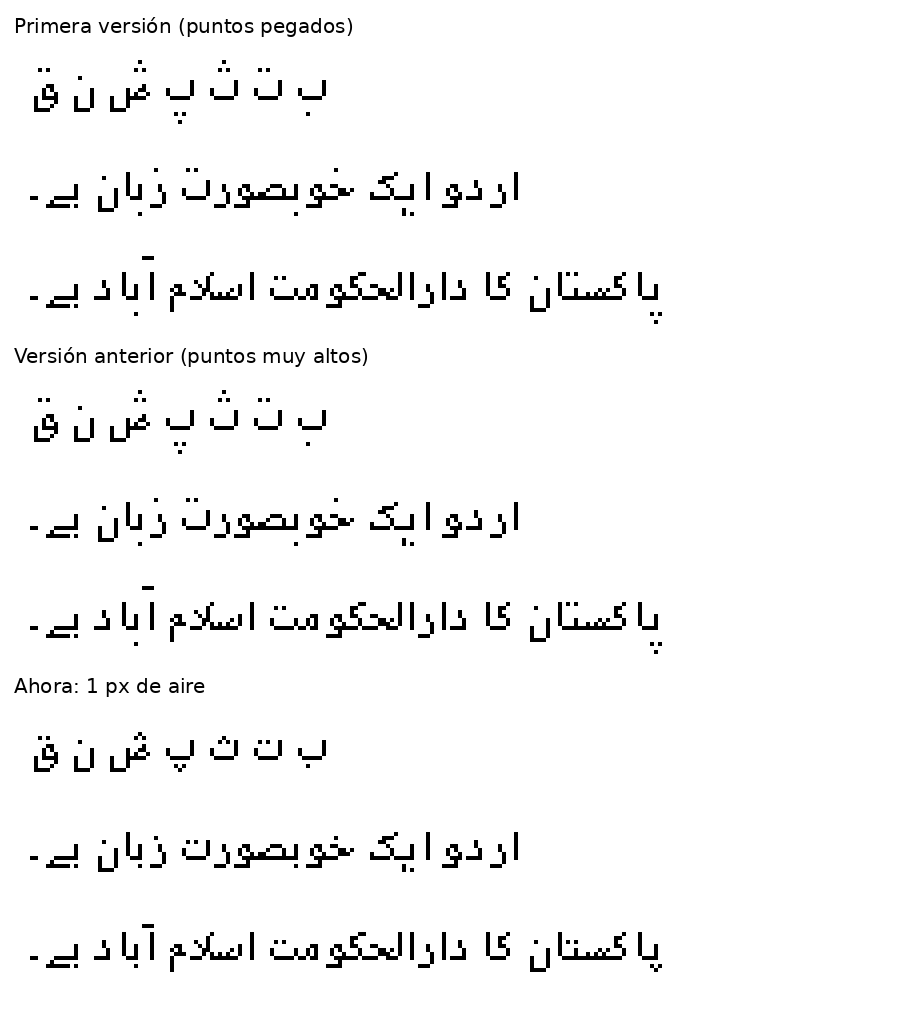 Primera versión (puntos pegados)
ب ت ث پ ش ن ق
اردو ایک خوبصورت زبان ہے۔
پاکستان کا دارالحکومت اسلام آباد ہے۔
Versión anterior (puntos muy altos)
ب ت ث پ ش ن ق
اردو ایک خوبصورت زبان ہے۔
پاکستان کا دارالحکومت اسلام آباد ہے۔
Ahora: 1 px de aire
ب ت ث پ ش ن ق
اردو ایک خوبصورت زبان ہے۔
پاکستان کا دارالحکومت اسلام آباد ہے۔